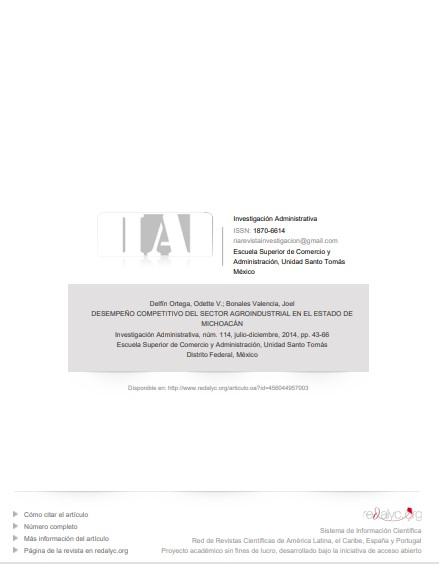 IA
Investigación Administrativa
ISSN: 1870-6614
riarevistainvestigacion@gmail.com
Escuela Superior de Comercio y
Administración, Unidad Santo Tomás
México
Delfín Ortega, Odette V.; Bonales Valencia, Joel
DESEMPEÑO COMPETITIVO DEL SECTOR AGROINDUSTRIAL EN EL ESTADO DE
MICHOACÁN
Investigación Administrativa, núm. 114, julio-diciembre, 2014, pp. 43-66
Escuela Superior de Comercio y Administración, Unidad Santo Tomás
Distrito Federal, México
Disponible en: http://www.redalyc.org/articulo.oa?id=456044957003
Cómo citar el artículo
Número completo
Más información del artículo
Página de la revista en redalyc.org
redalyc.org
Sistema de Información Científica
Red de Revistas Científicas de América Latina, el Caribe, España y Portugal
Proyecto académico sin fines de lucro, desarrollado bajo la iniciativa de acceso abierto